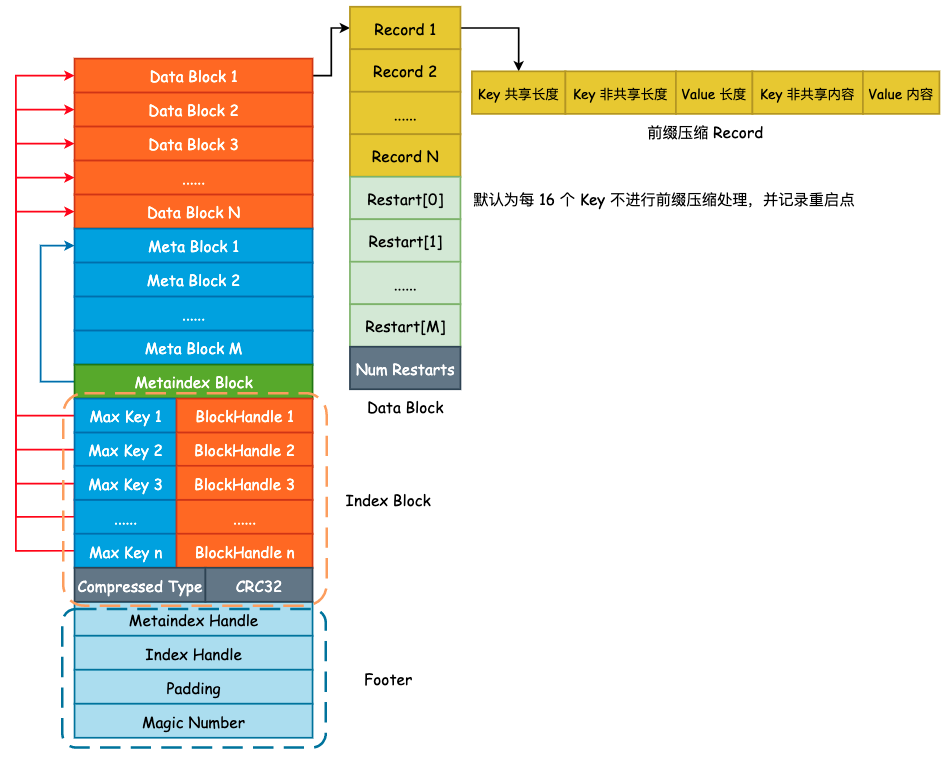 Data Block 1
Data Block 2
Data Block 3
......
Data Block N
Meta Block 1
Meta Block 2
......
Meta Block M
Metaindex Block
Max Key 1 BlockHandle 1
Max Key 2 BlockHandle 2
Max Key 3 BlockHandle 3
...... ......
Max Key n BlockHandle n
Compressed Type CRC32
Index Block
Metaindex Handle
Index Handle
Padding
Magic Number
Footer
Record 1
Record 2
......
Record N
Restart[0]
Restart[1]
......
Restart[M]
Num Restarts
Data Block
Key 共享长度 Key 非共享长度 Value 长度 Key 非共享内容 Value 内容
前缀压缩 Record
默认为每 16 个 Key 不进行前缀压缩处理，并记录重启点